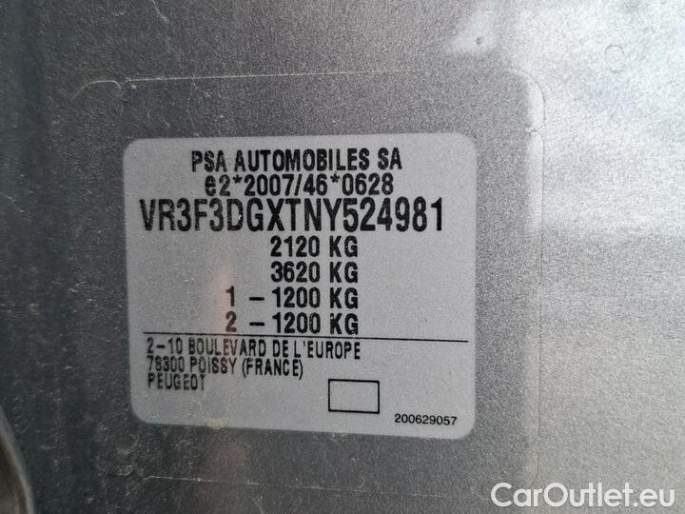 PSA AUTOMOBILES SA
e2*2007/46*0628
VR3F3DGXTNY524981
2120 KG
3620 KG
1 - 1200 KG
2 - 1200 KG
2-10 BOULEVARD DE L'EUROPE
78300 POISSY (FRANCE)
PEUGEOT
200629057
CarOutlet.eu